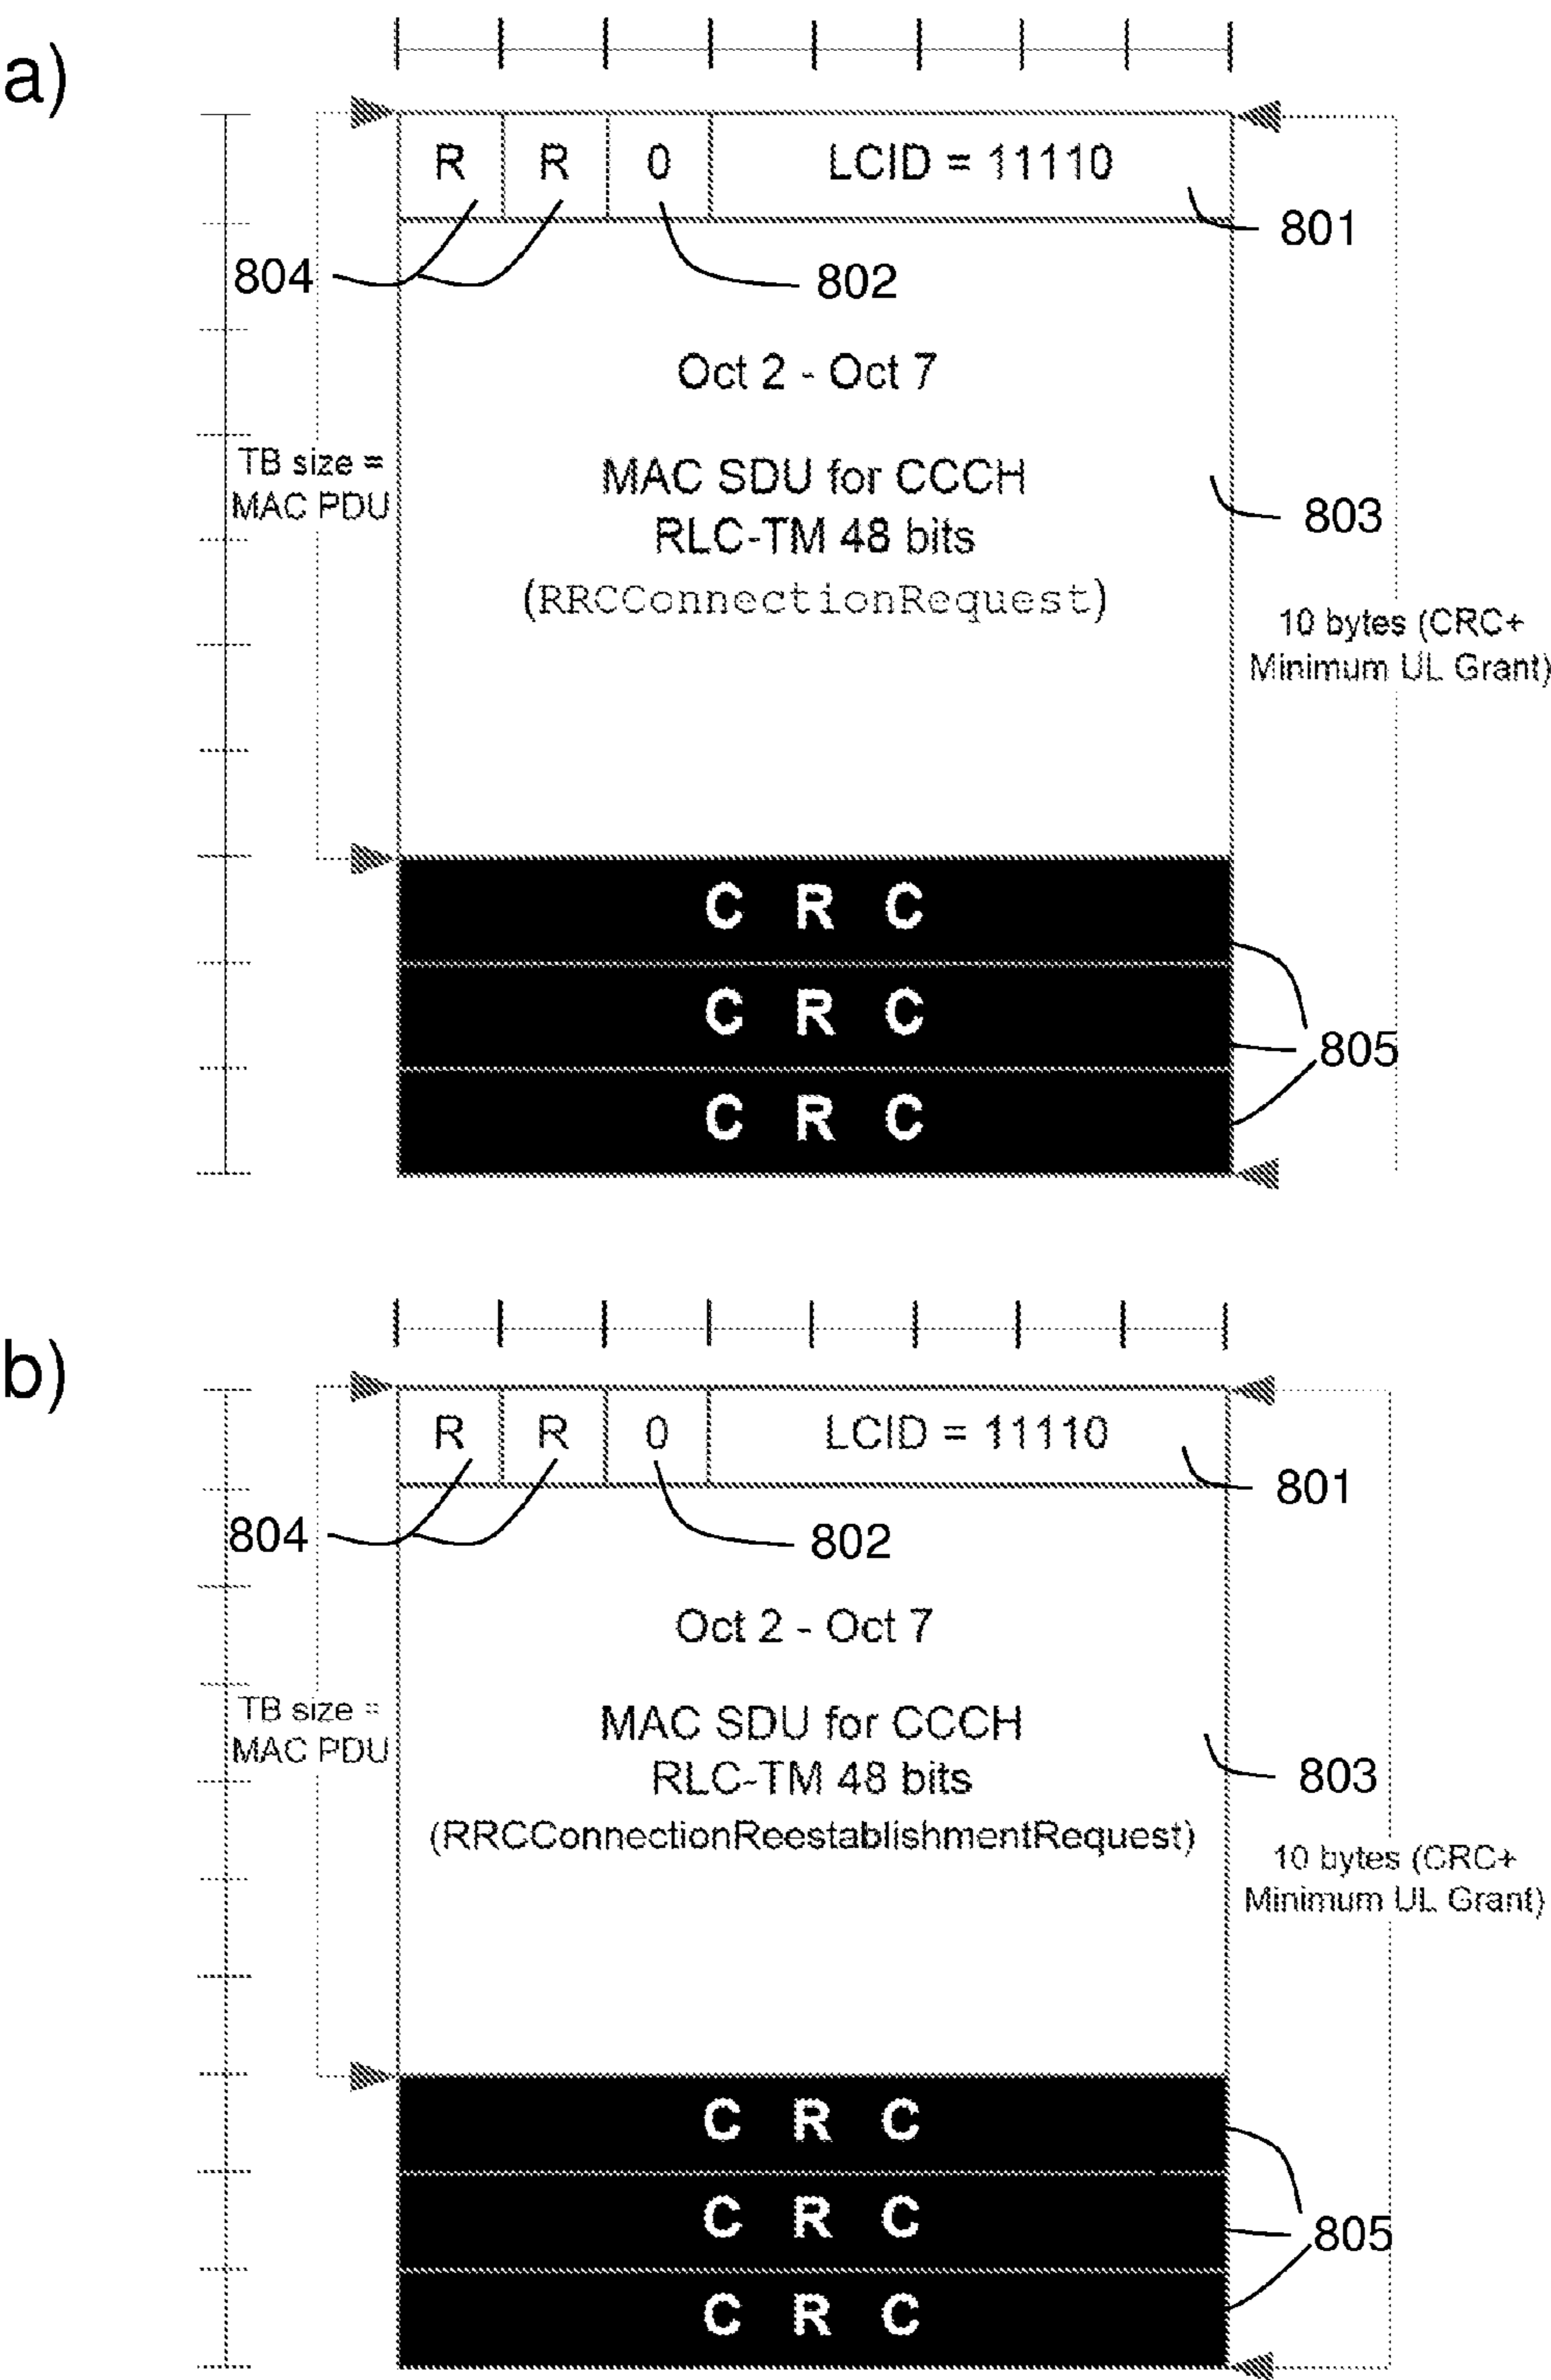 a)
R R 0 LCID = 11110
801
804
802
Oct 2 - Oct 7
TB size =
MAC PDU
MAC SDU for CCCH
RLC-TM 48 bits
(RRCConnectionRequest)
803
10 bytes (CRC+
Minimum UL Grant)
C R C
C R C
C R C
805
b)
R R 0 LCID = 11110
801
804
802
Oct 2 - Oct 7
TB size =
MAC PDU
MAC SDU for CCCH
RLC-TM 48 bits
(RRCConnectionReestablishmentRequest)
803
10 bytes (CRC+
Minimum UL Grant)
C R C
C R C
C R C
805